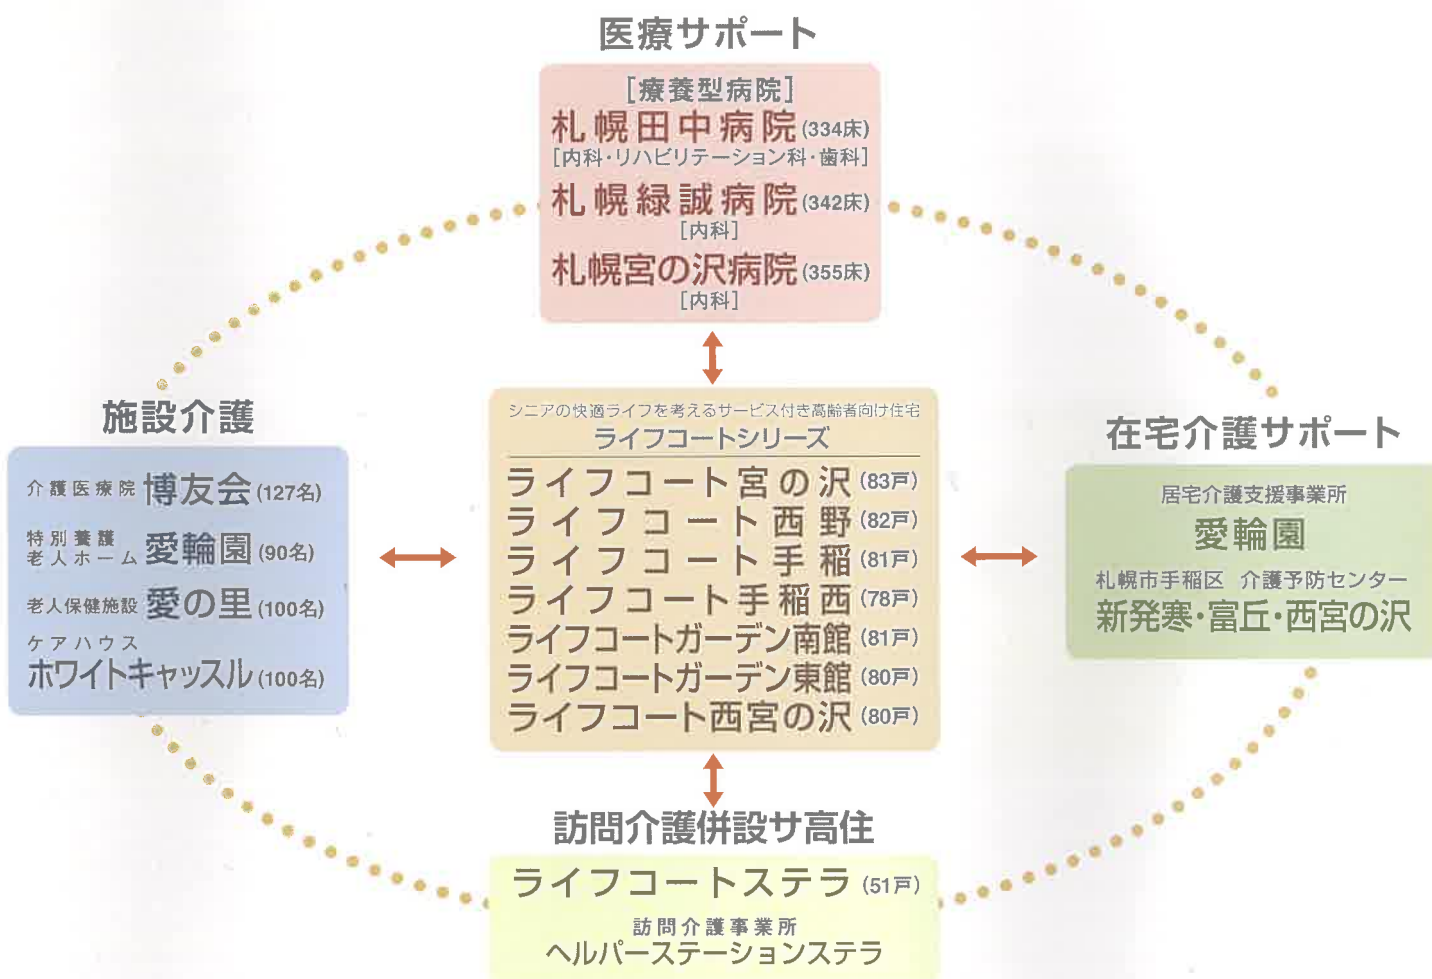 医療サポート
[療養型病院]
札幌田中病院(334床)
[内科・リハビリテーション科・歯科]
札幌緑誠病院(342床)
[内科]
札幌宮の沢病院(355床)
[内科]
施設介護
介護医療院 博友会(127名)
特別養護老人ホーム 愛輪園(90名)
老人保健施設 愛の里(100名)
ケアハウス
ホワイトキャッスル(100名)
シニアの快適ライフを考えるサービス付き高齢者向け住宅
ライフコートシリーズ
ライフコート宮の沢(83戸)
ライフコート西野(82戸)
ライフコート手稲(81戸)
ライフコート手稲西(78戸)
ライフコートガーデン南館(81戸)
ライフコートガーデン東館(80戸)
ライフコート西宮の沢(80戸)
在宅介護サポート
居宅介護支援事業所
愛輪園
札幌市手稲区 介護予防センター
新発寒・富丘・西宮の沢
訪問介護併設サ高住
ライフコートステラ(51戸)
訪問介護事業所
ヘルパーステーションステラ